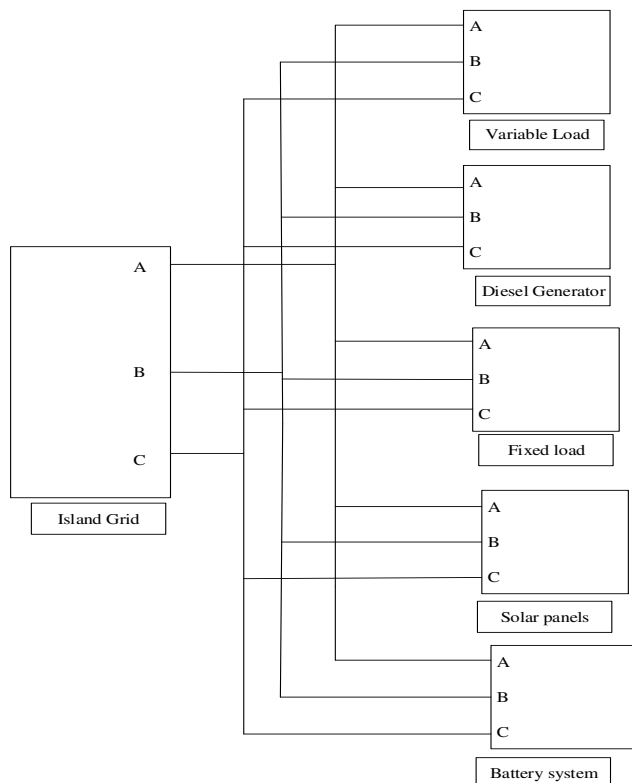 A
B
C
Variable Load
A
B
C
Diesel Generator
A
B
C
Island Grid
A
B
C
Fixed load
A
B
C
Solar panels
A
B
C
Battery system